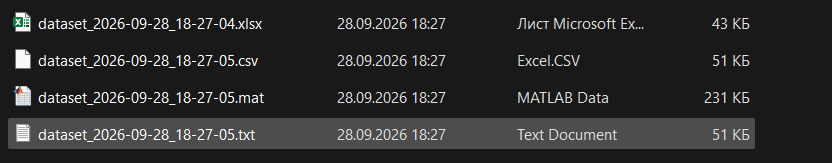 dataset_2026-09-28_18-27-04.xlsx 28.09.2026 18:27 Лист Microsoft Ex... 43 КБ
dataset_2026-09-28_18-27-05.csv 28.09.2026 18:27 Excel.CSV 51 КБ
dataset_2026-09-28_18-27-05.mat 28.09.2026 18:27 MATLAB Data 231 КБ
dataset_2026-09-28_18-27-05.txt 28.09.2026 18:27 Text Document 51 КБ